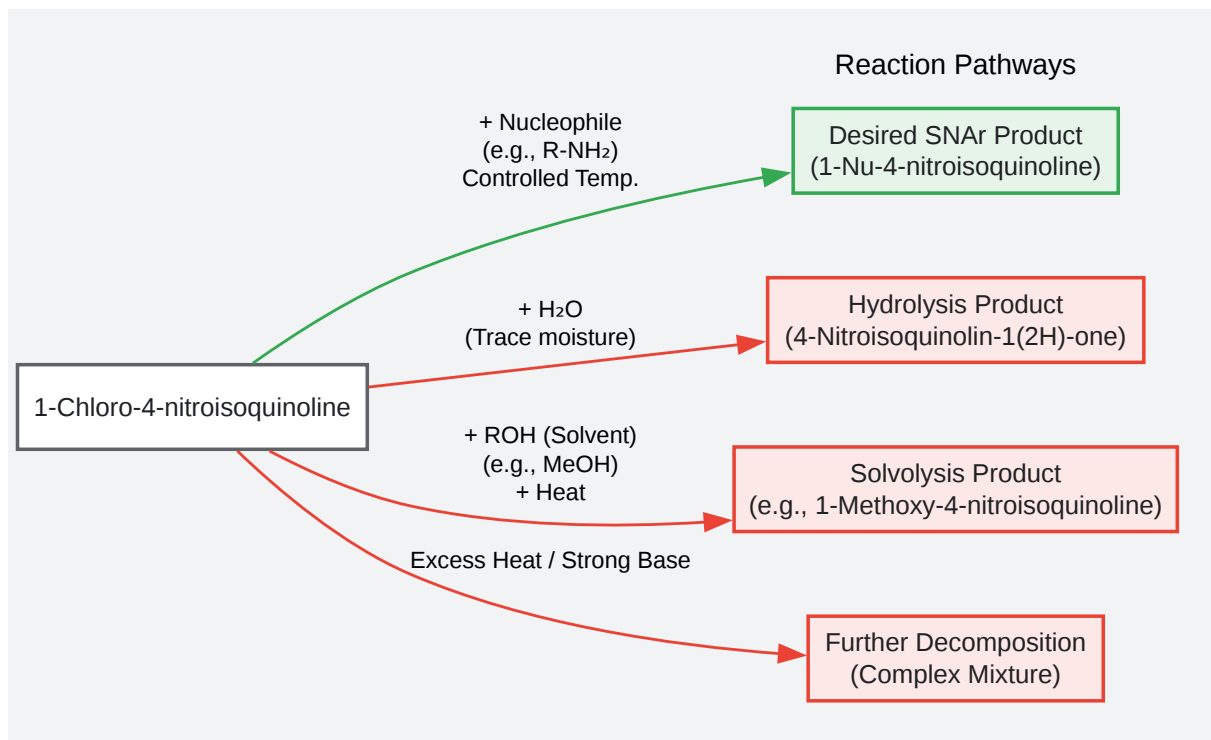 Reaction Pathways
+ Nucleophile
(e.g., R-NH₂)
Controlled Temp.
Desired SNAr Product
(1-Nu-4-nitroisoquinoline)
+ H₂O
(Trace moisture)
Hydrolysis Product
(4-Nitroisoquinolin-1(2H)-one)
1-Chloro-4-nitroisoquinoline
+ ROH (Solvent)
(e.g., MeOH)
+ Heat
Solvolysis Product
(e.g., 1-Methoxy-4-nitroisoquinoline)
Excess Heat / Strong Base
Further Decomposition
(Complex Mixture)